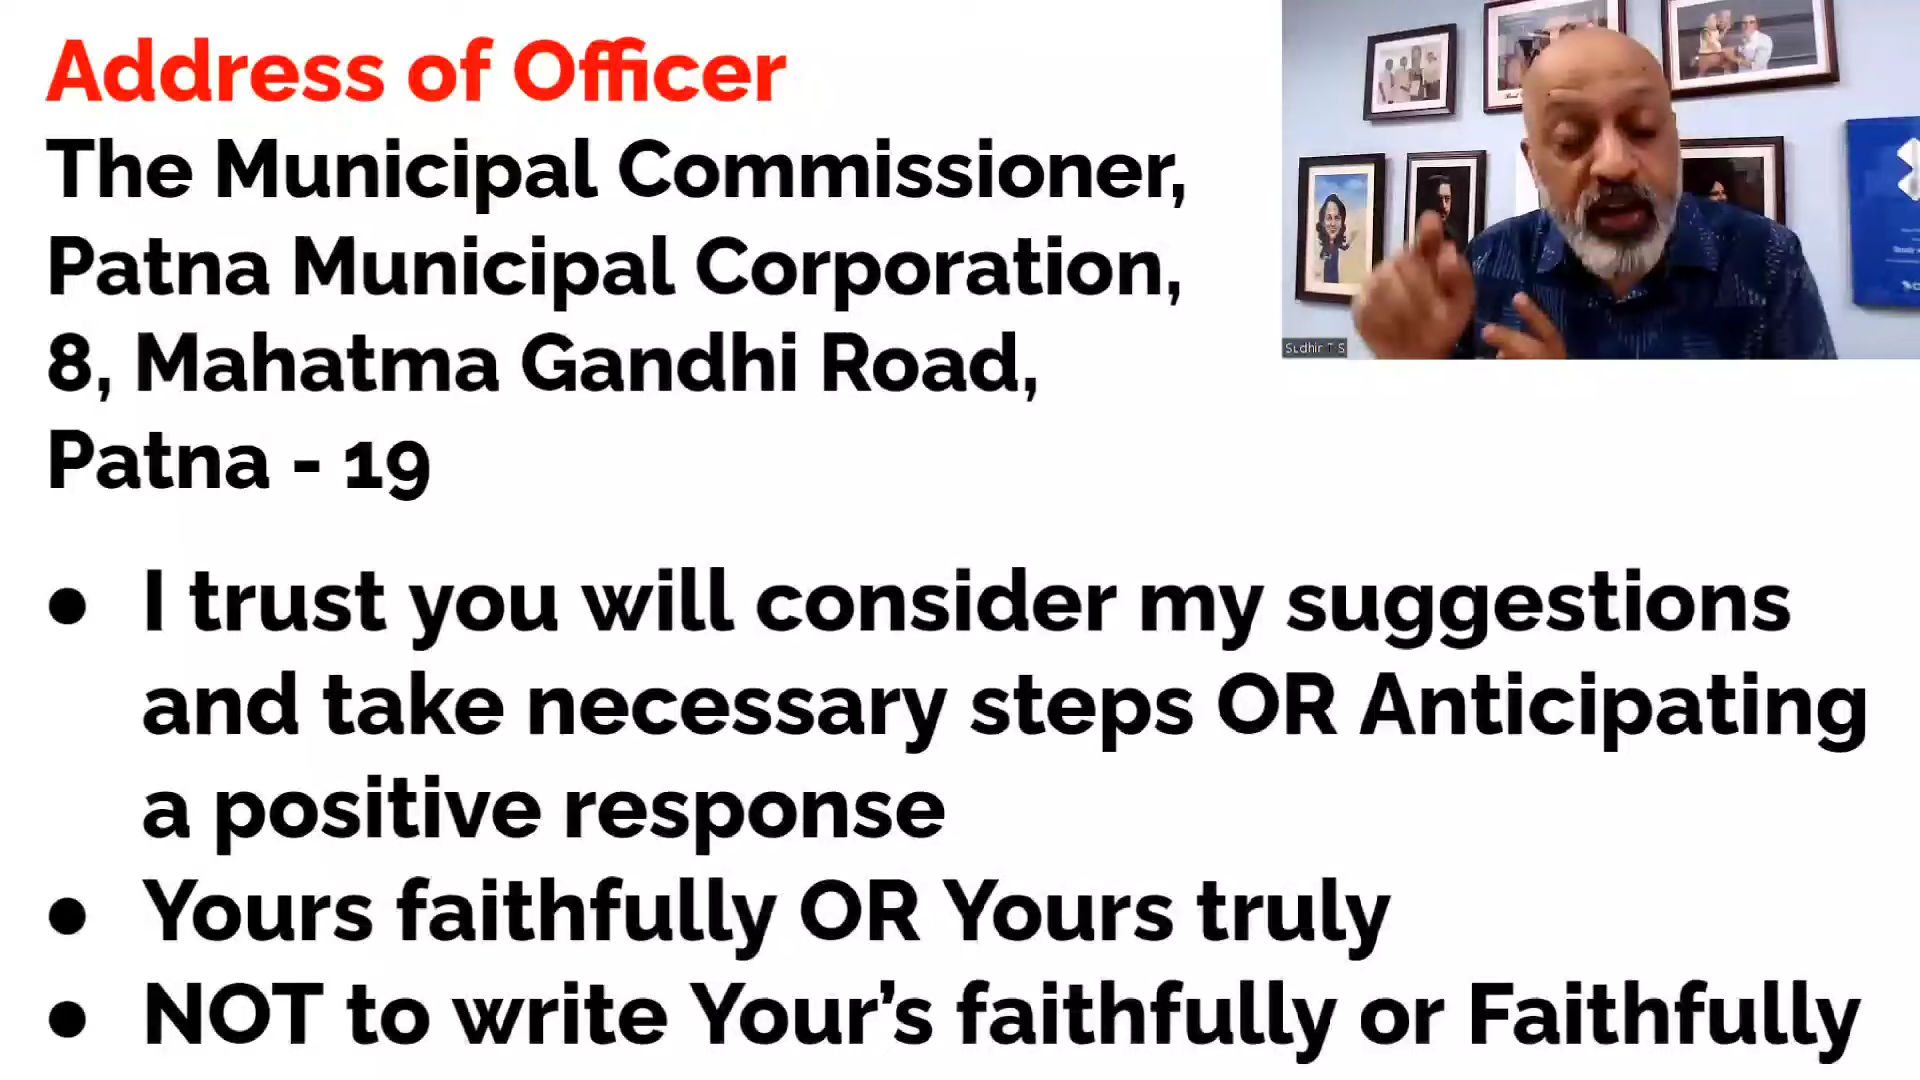 Address of Officer
The Municipal Commissioner,
Patna Municipal Corporation,
8, Mahatma Gandhi Road,
Patna - 19
● I trust you will consider my suggestions
and take necessary steps OR Anticipating
a positive response
● Yours faithfully OR Yours truly
● NOT to write Your’s faithfully or Faithfully
Sudhir T S